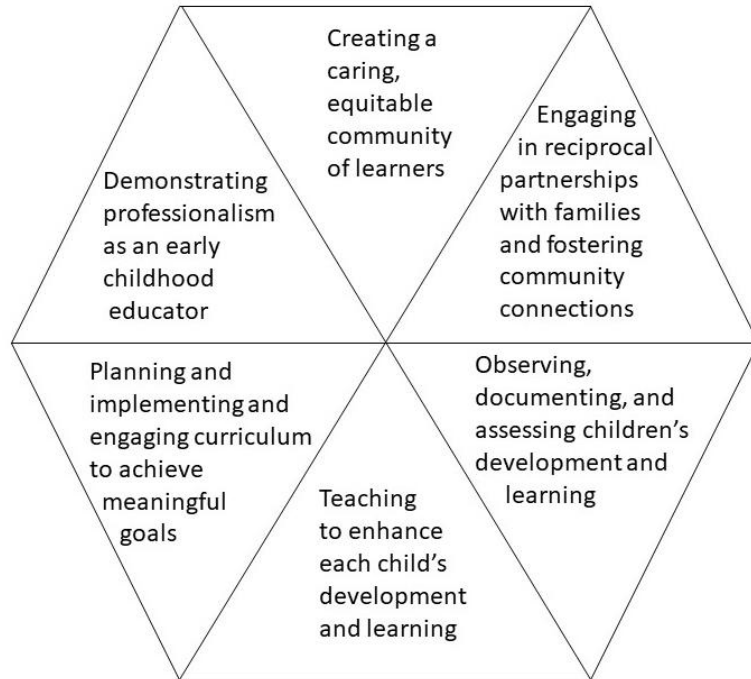 Creating a
caring,
equitable
community
of learners
Engaging
in reciprocal
partnerships
with families
and fostering
community
connections
Observing,
documenting, and
assessing children's
development and
learning
Teaching
to enhance
each child's
development
and learning
Planning and
implementing and
engaging curriculum
to achieve
meaningful
goals
Demonstrating
professionalism
as an early
childhood
educator